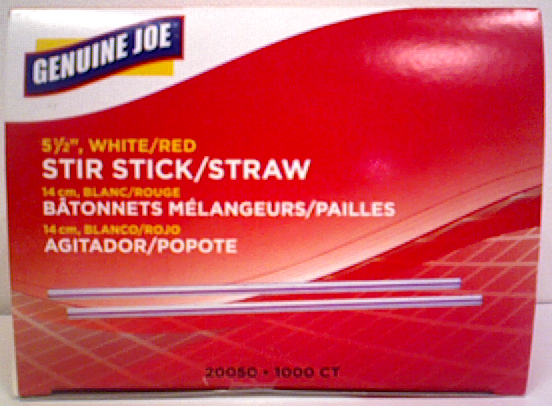 GENUINE JOE
5½", WHITE/RED
STIR STICK/STRAW
14 cm, BLANC/ROUGE
BÂTONNETS MÉLANGEURS/PAILLES
14 cm, BLANCO/ROJO
AGITADOR/POPOTE
20050 • 1000 CT